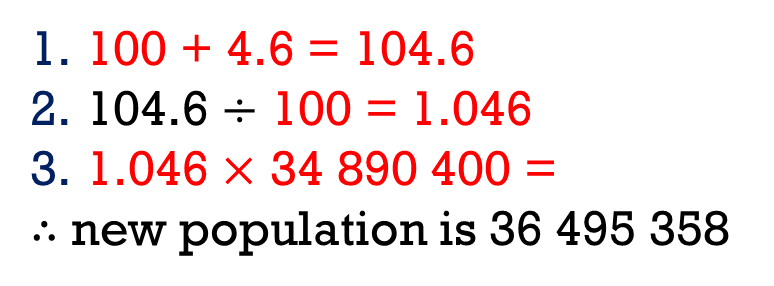 1. 100 + 4.6 = 104.6
2. 104.6 ÷ 100 = 1.046
3. 1.046 × 34 890 400 =
∴ new population is 36 495 358